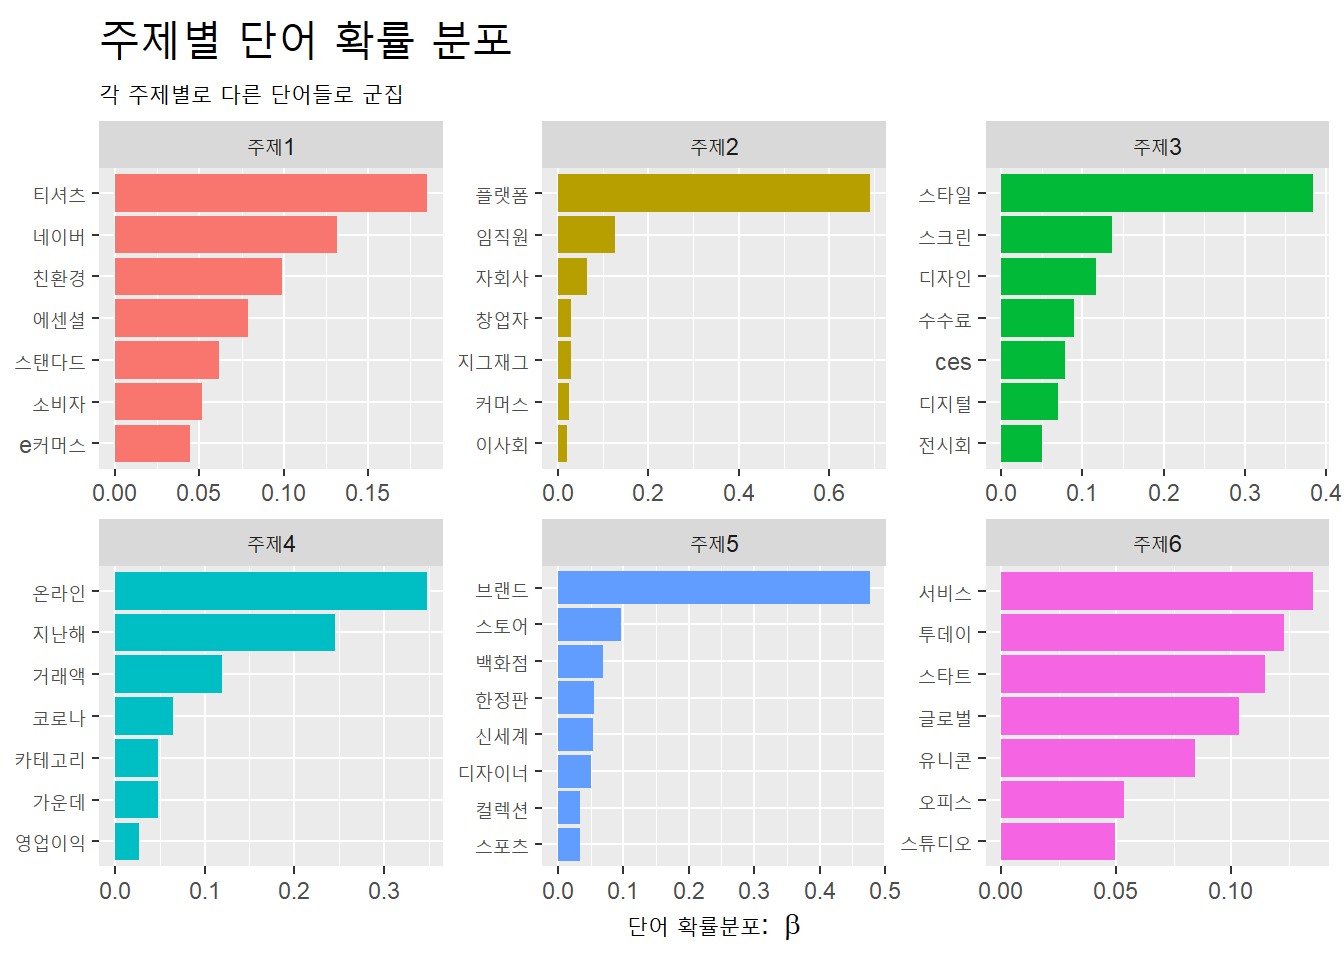 주제별 단어 확률 분포
각 주제별로 다른 단어들로 군집
주제1
티셔츠
네이버
친환경
에센셜
스탠다드
소비자
e커머스
0.00 0.05 0.10 0.15
주제2
플랫폼
임직원
자회사
창업자
지그재그
커머스
이사회
0.0 0.2 0.4 0.6
주제3
스타일
스크린
디자인
수수료
ces
디지털
전시회
0.0 0.1 0.2 0.3 0.4
주제4
온라인
지난해
거래액
코로나
카테고리
가운데
영업이익
0.0 0.1 0.2 0.3
주제5
브랜드
스토어
백화점
한정판
신세계
디자이너
컬렉션
스포츠
0.0 0.1 0.2 0.3 0.4 0.5
주제6
서비스
투데이
스타트
글로벌
유니콘
오피스
스튜디오
0.00 0.05 0.10
단어 확률분포: β